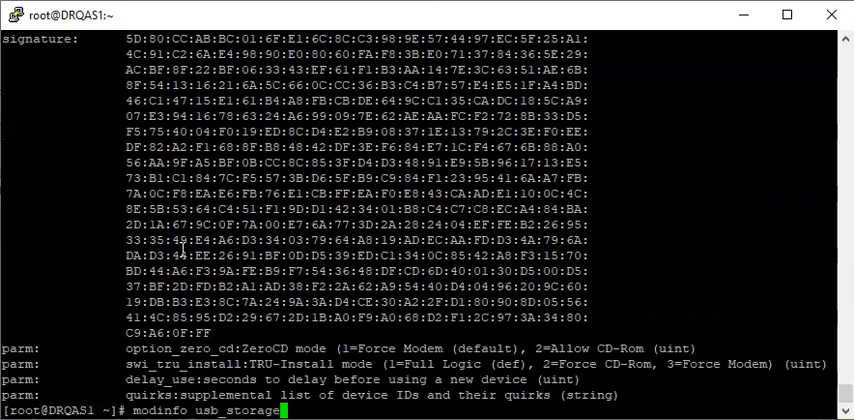 root@DRQAS1:~
signature:      5D:80:CC:AB:BC:01:6F:E1:6C:8C:C3:98:9E:57:44:97:EC:5F:25:A1:
4C:91:C2:6A:E4:98:90:E0:80:60:FA:F8:3B:E0:71:37:84:36:5E:29:
AC:BF:8F:22:BF:06:33:43:EF:61:F1:B3:AA:14:7E:3C:63:51:AE:6B:
8F:54:13:16:21:6A:5C:66:0C:CC:36:B3:C4:B7:57:E4:E5:1F:A4:BD:
46:C1:47:15:E1:61:B4:A8:FB:CB:DE:64:9C:C1:35:CA:DC:18:5C:A9:
07:E3:94:16:78:63:24:A6:99:09:7E:62:AE:AA:FC:F2:72:8B:33:D5:
F5:75:40:04:F0:19:ED:8C:D4:E2:B9:08:37:1E:13:79:2C:3E:F0:EE:
DF:82:A2:F1:68:8F:B8:48:42:DF:3E:F6:84:E7:1C:F4:67:6B:88:A0:
56:AA:9F:A5:BF:0B:CC:8C:85:3F:D4:D3:48:91:E9:5B:96:17:13:E5:
73:B1:C1:84:7C:F5:57:3B:D6:5F:B9:C9:84:F1:23:95:41:6A:A7:FB:
7A:0C:F8:EA:E6:FB:76:E1:CB:FF:EA:F0:E8:43:CA:AD:E1:10:0C:4C:
8E:5B:53:64:C4:51:F1:9D:D1:42:34:01:B8:C4:C7:C8:EC:A4:84:BA:
2D:1A:67:9C:0F:7A:00:E7:6A:77:3D:2A:28:24:04:EF:FE:B2:26:95:
33:35:49:E4:A6:D3:34:03:79:64:A8:19:AD:EC:AA:FD:D3:4A:79:6A:
DA:D3:44:EE:26:91:BF:0D:D5:39:ED:C1:34:0C:85:42:A8:F3:15:70:
BD:44:A6:F3:9A:FE:B9:F7:54:36:48:DF:CD:6D:40:01:30:D5:00:D5:
37:BF:2D:FD:B2:A1:AD:38:F2:2A:62:A9:54:40:D4:04:96:20:9C:60:
19:DB:B3:E3:8C:7A:24:9A:3A:D4:CE:30:A2:2F:D1:80:90:8D:05:56:
41:4C:85:95:D2:29:67:2D:1B:A0:F9:A0:68:D2:F1:2C:97:3A:34:80:
C9:A6:0F:FF
parm:           option_zero_cd:ZeroCD mode (1=Force Modem (default), 2=Allow CD-Rom (uint)
parm:           swi_tru_install:TRU-Install mode (1=Full Logic (def), 2=Force CD-Rom, 3=Force Modem) (uint)
parm:           delay_use:seconds to delay before using a new device (uint)
parm:           quirks:supplemental list of device IDs and their quirks (string)
[root@DRQAS1 ~]# modinfo usb_storage